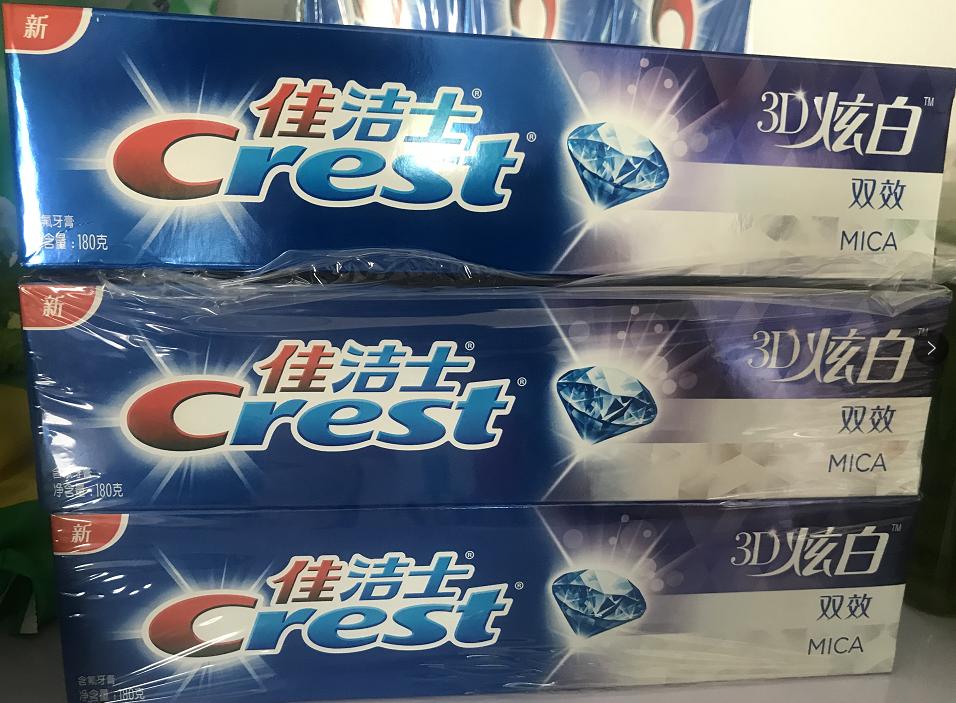 新
佳洁士®
Crest®
3D炫白™
双效
MICA
氟牙膏
含量:180克
新
佳洁士®
Crest®
3D炫白™
双效
MICA
净含量:180克
新
佳洁士®
Crest®
3D炫白™
双效
MICA
含氟牙膏
净含量:180克